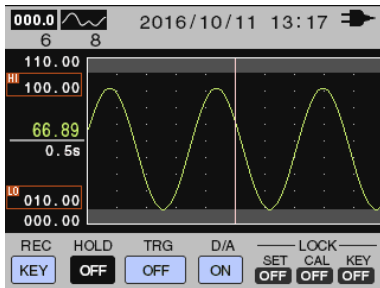 000.0 2016/10/11 13:17
6 8
110.00
HI 100.00
66.89
0.5s
LO 010.00
000.00
REC HOLD TRG D/A LOCK
SET CAL KEY
KEY OFF OFF ON OFF OFF OFF